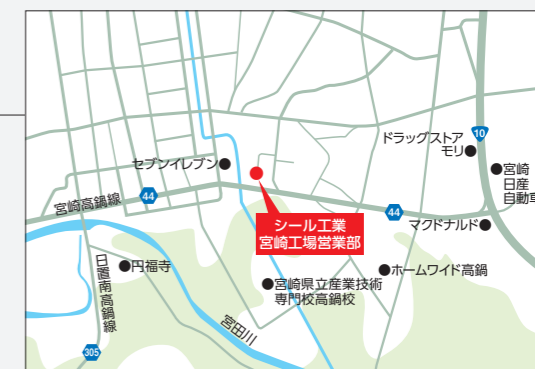 ドラッグストア
モリ
10
セブンイレブン
宮崎
日産
自動車
44
宮崎高鍋線
44
シール工業
宮崎工場営業部
マクドナルド
円福寺
日置南高鍋線
ホームワイド高鍋
宮崎県立産業技術
専門校高鍋校
宮田川
305